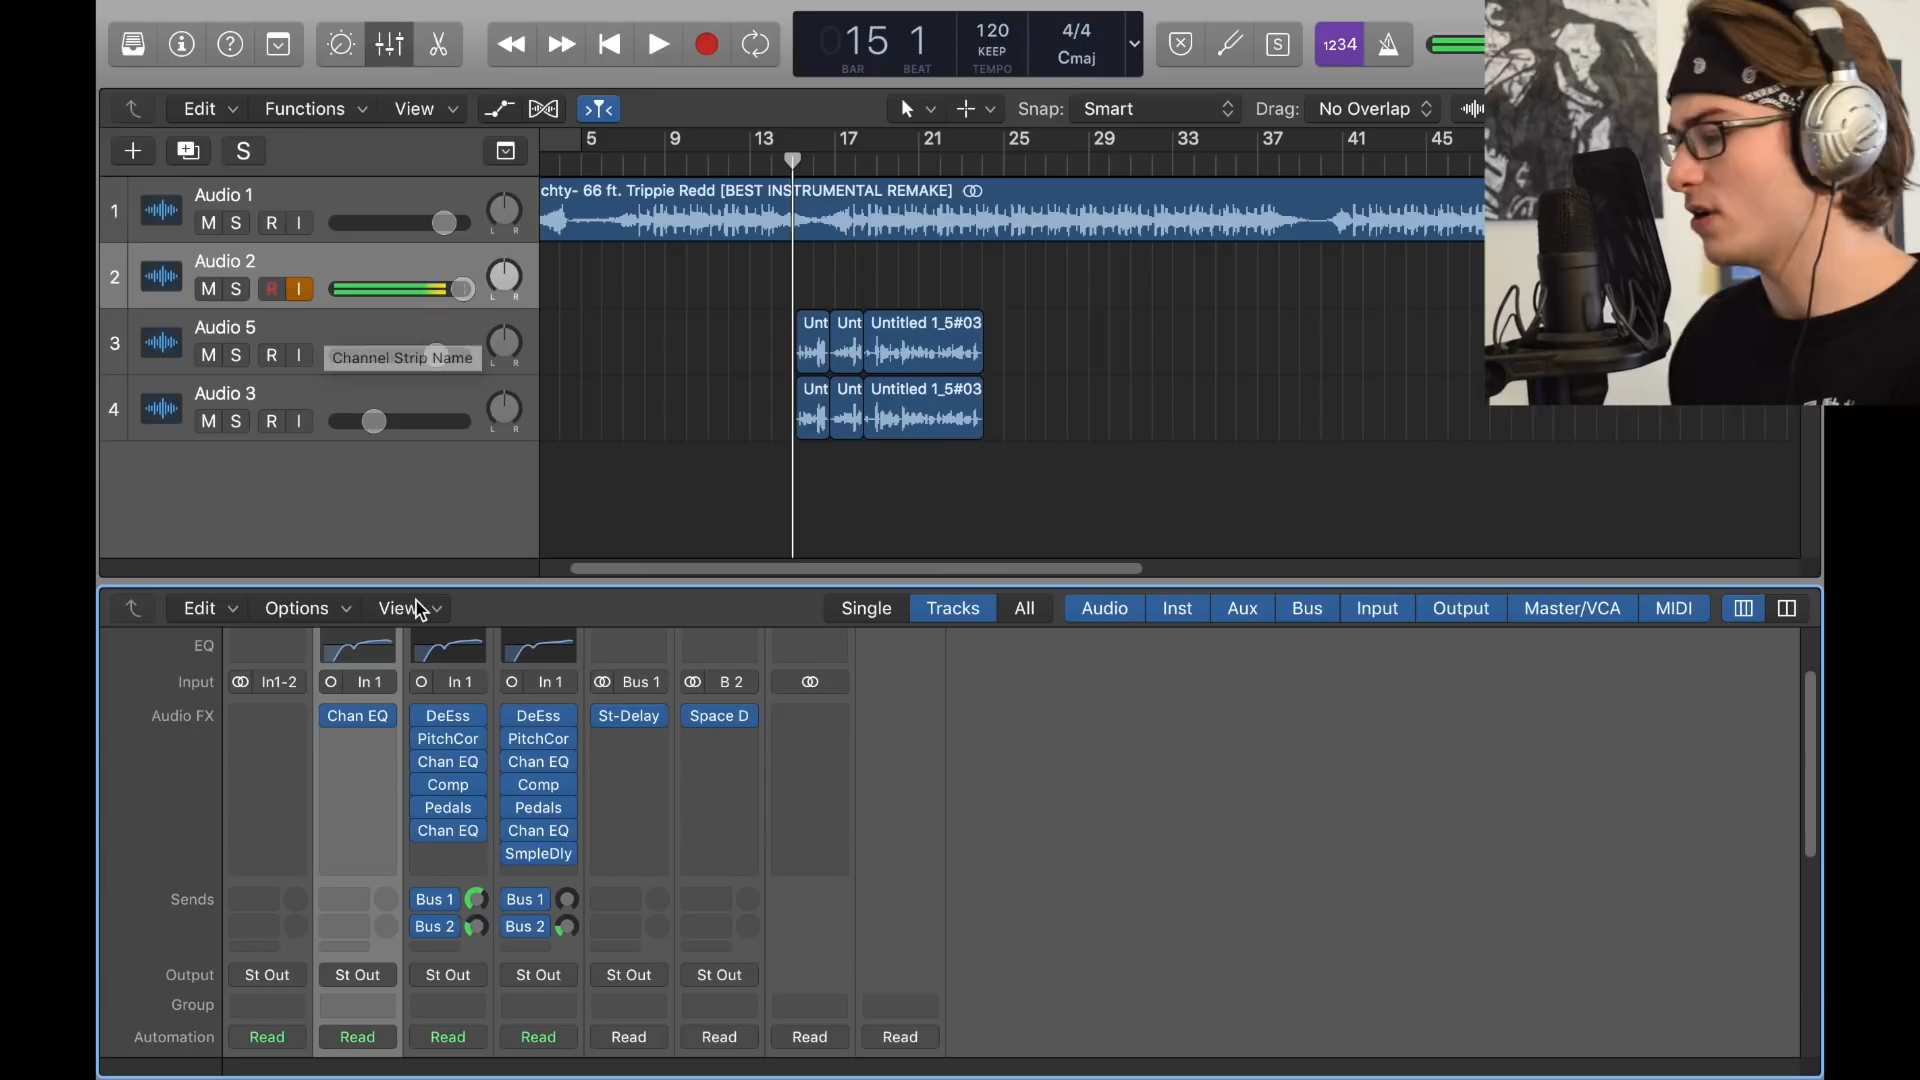 15 1 120 4/4
BAR BEAT KEEP Cmaj
TEMPO
1234
Edit Functions View Snap: Smart Drag: No Overlap
S 5 9 13 17 21 25 29 33 37 41 45
1 Audio 1 chty- 66 ft. Trippie Redd [BEST INSTRUMENTAL REMAKE]
M S R I L R
2 Audio 2
M S R I L R
3 Audio 5 Unt Unt Untitled 1_5#03
M S R I Channel Strip Name L R
4 Audio 3 Unt Unt Untitled 1_5#03
M S R I L R
Edit Options View Single Tracks All Audio Inst Aux Bus Input Output Master/VCA MIDI
EQ
Input In1-2 In 1 In 1 In 1 Bus 1 B 2
Audio FX Chan EQ DeEss DeEss St-Delay Space D
PitchCor PitchCor
Chan EQ Chan EQ
Comp Comp
Pedals Pedals
Chan EQ Chan EQ
SmpleDly
Sends Bus 1 Bus 1
Bus 2 Bus 2
Output St Out St Out St Out St Out St Out St Out
Group
Automation Read Read Read Read Read Read Read Read